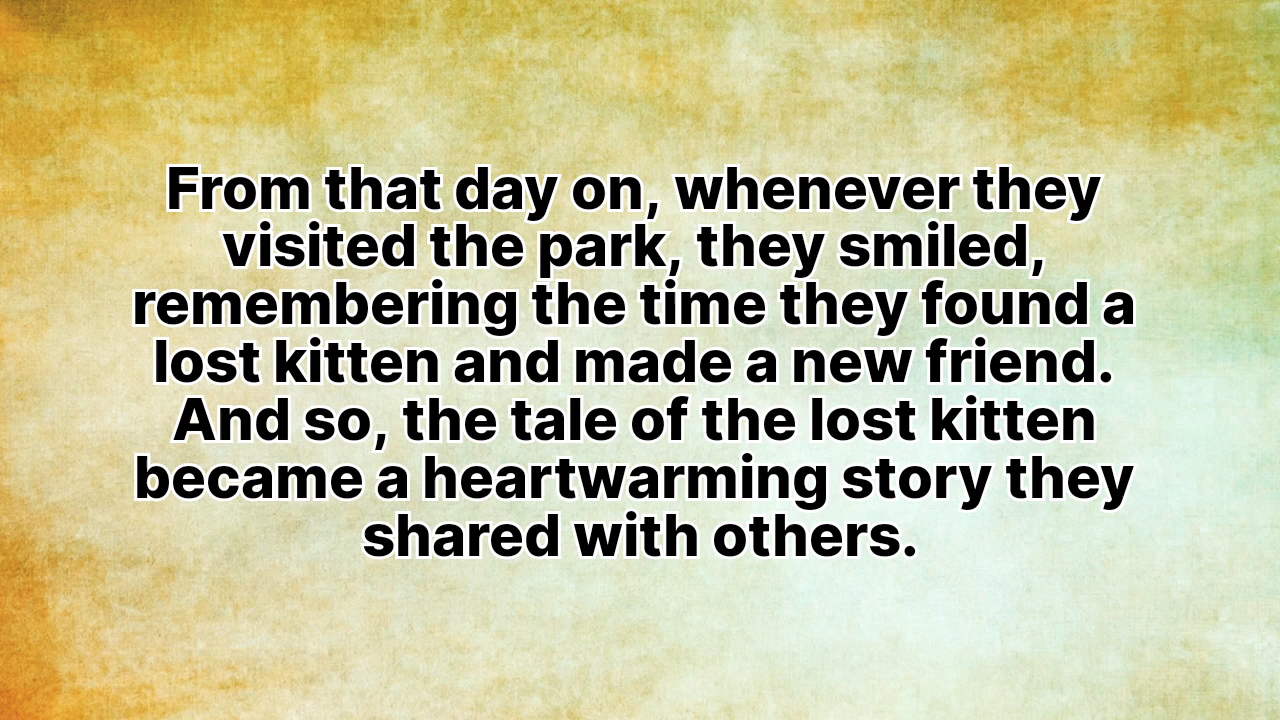 From that day on, whenever they
visited the park, they smiled,
remembering the time they found a
lost kitten and made a new friend.
And so, the tale of the lost kitten
became a heartwarming story they
shared with others.